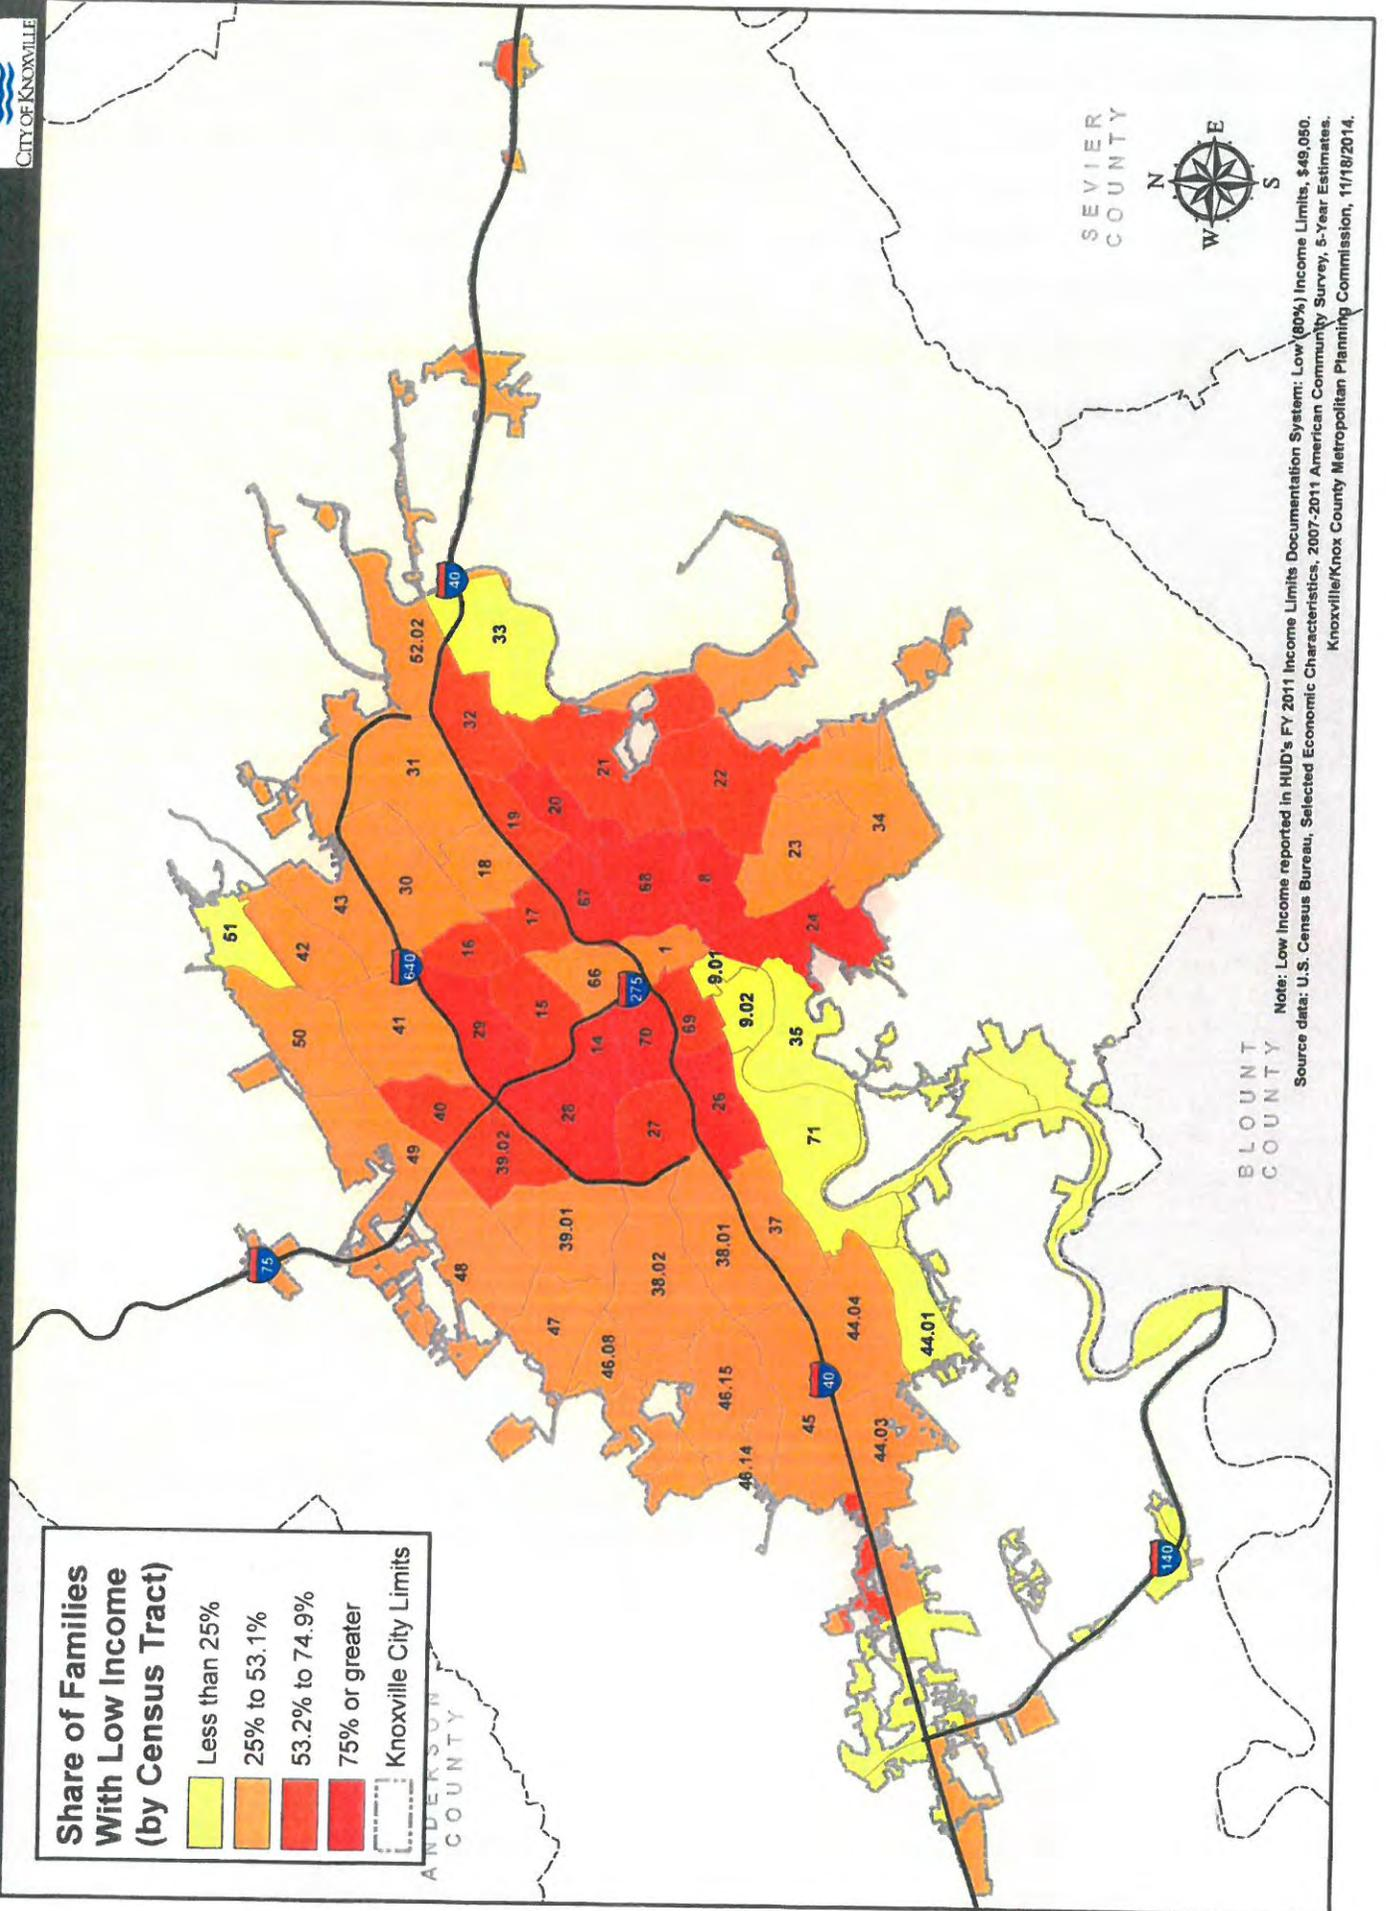 CITY OF KNOXVILLE
Share of Families
With Low Income
(by Census Tract)
Less than 25%
25% to 53.1%
53.2% to 74.9%
75% or greater
Knoxville City Limits
ANDERSON
COUNTY
SEVIER
COUNTY
BLOUNT
COUNTY
N
W
E
S
75
640
275
40
40
140
51
42
43
50
41
30
31
52.02
33
32
18
19
20
21
22
23
34
24
17
16
67
68
8
1
66
15
29
14
70
69
9.01
9.02
35
71
26
27
28
40
39.02
49
48
39.01
38.02
38.01
37
47
46.08
46.15
46.14
45
44.04
44.01
44.03
Note: Low Income reported in HUD's FY 2011 Income Limits Documentation System: Low (80%) Income Limits, $49,050.
Source data: U.S. Census Bureau, Selected Economic Characteristics, 2007-2011 American Community Survey, 5-Year Estimates.
Knoxville/Knox County Metropolitan Planning Commission, 11/18/2014.